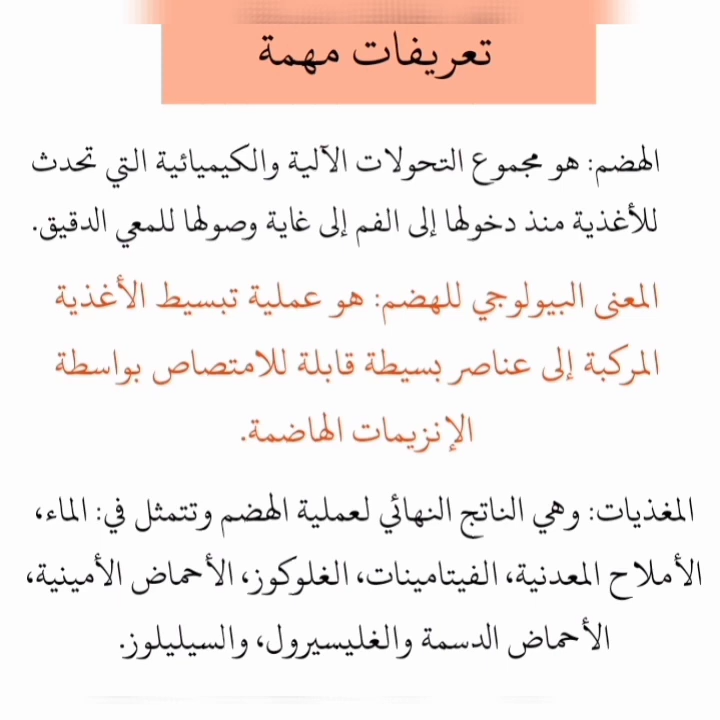 تعريفات مهمة
الهضم: هو مجموع التحولات الآلية والكيميائية التي تحدث
للأغذية منذ دخولها إلى الفم إلى غاية وصولها للمعي الدقيق.
المعنى البيولوجي للهضم: هو عملية تبسيط الأغذية
المركبة إلى عناصر بسيطة قابلة للامتصاص بواسطة
الإنزيمات الهاضمة.
المغذيات: وهي الناتج النهائي لعملية الهضم وتتمثل في: الماء،
الأملاح المعدنية، الفيتامينات، الغلوكوز، الأحماض الأمينية،
الأحماض الدسمة والغليسيرول، والسيليلوز.